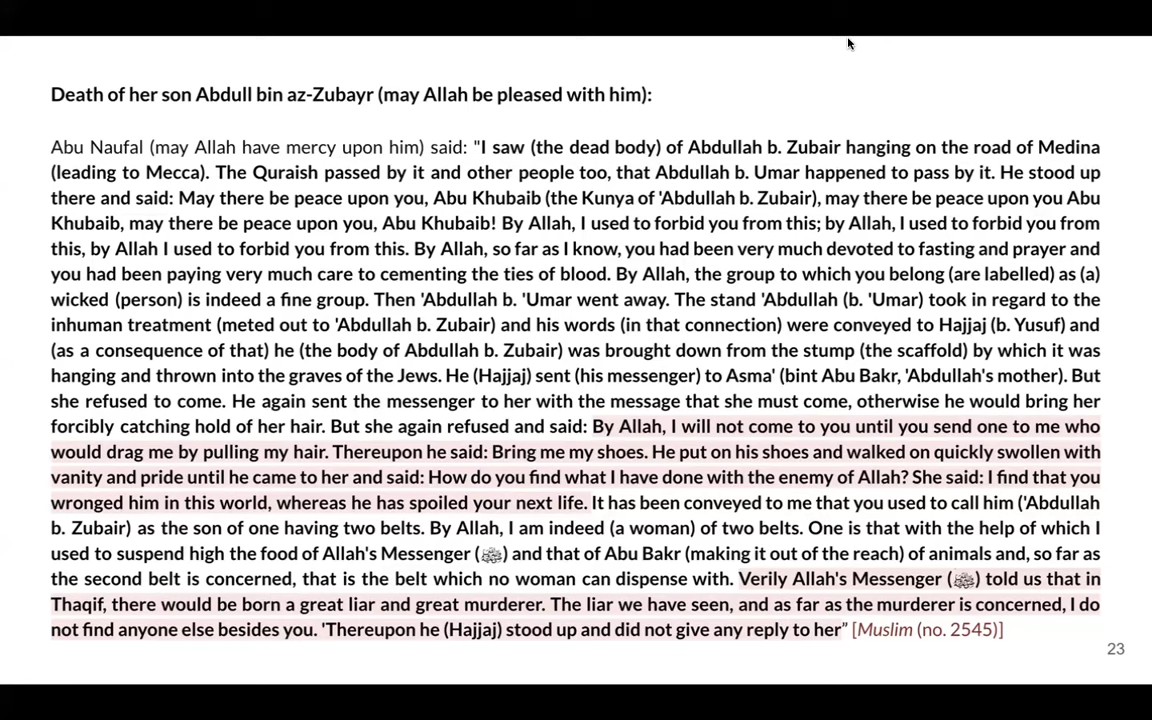 Death of her son Abdull bin az-Zubayr (may Allah be pleased with him):
Abu Naufal (may Allah have mercy upon him) said: "I saw (the dead body) of Abdullah b. Zubair hanging on the road of Medina
(leading to Mecca). The Quraish passed by it and other people too, that Abdullah b. Umar happened to pass by it. He stood up
there and said: May there be peace upon you, Abu Khubaib (the Kunya of 'Abdullah b. Zubair), may there be peace upon you Abu
Khubaib, may there be peace upon you, Abu Khubaib! By Allah, I used to forbid you from this; by Allah, I used to forbid you from
this, by Allah I used to forbid you from this. By Allah, so far as I know, you had been very much devoted to fasting and prayer and
you had been paying very much care to cementing the ties of blood. By Allah, the group to which you belong (are labelled) as (a)
wicked (person) is indeed a fine group. Then 'Abdullah b. 'Umar went away. The stand 'Abdullah (b. 'Umar) took in regard to the
inhuman treatment (meted out to 'Abdullah b. Zubair) and his words (in that connection) were conveyed to Hajjaj (b. Yusuf) and
(as a consequence of that) he (the body of Abdullah b. Zubair) was brought down from the stump (the scaffold) by which it was
hanging and thrown into the graves of the Jews. He (Hajjaj) sent (his messenger) to Asma' (bint Abu Bakr, 'Abdullah's mother). But
she refused to come. He again sent the messenger to her with the message that she must come, otherwise he would bring her
forcibly catching hold of her hair. But she again refused and said: By Allah, I will not come to you until you send one to me who
would drag me by pulling my hair. Thereupon he said: Bring me my shoes. He put on his shoes and walked on quickly swollen with
vanity and pride until he came to her and said: How do you find what I have done with the enemy of Allah? She said: I find that you
wronged him in this world, whereas he has spoiled your next life. It has been conveyed to me that you used to call him ('Abdullah
b. Zubair) as the son of one having two belts. By Allah, I am indeed (a woman) of two belts. One is that with the help of which I
used to suspend high the food of Allah's Messenger (ﷺ) and that of Abu Bakr (making it out of the reach) of animals and, so far as
the second belt is concerned, that is the belt which no woman can dispense with. Verily Allah's Messenger (ﷺ) told us that in
Thaqif, there would be born a great liar and great murderer. The liar we have seen, and as far as the murderer is concerned, I do
not find anyone else besides you. 'Thereupon he (Hajjaj) stood up and did not give any reply to her” [Muslim (no. 2545)]
23